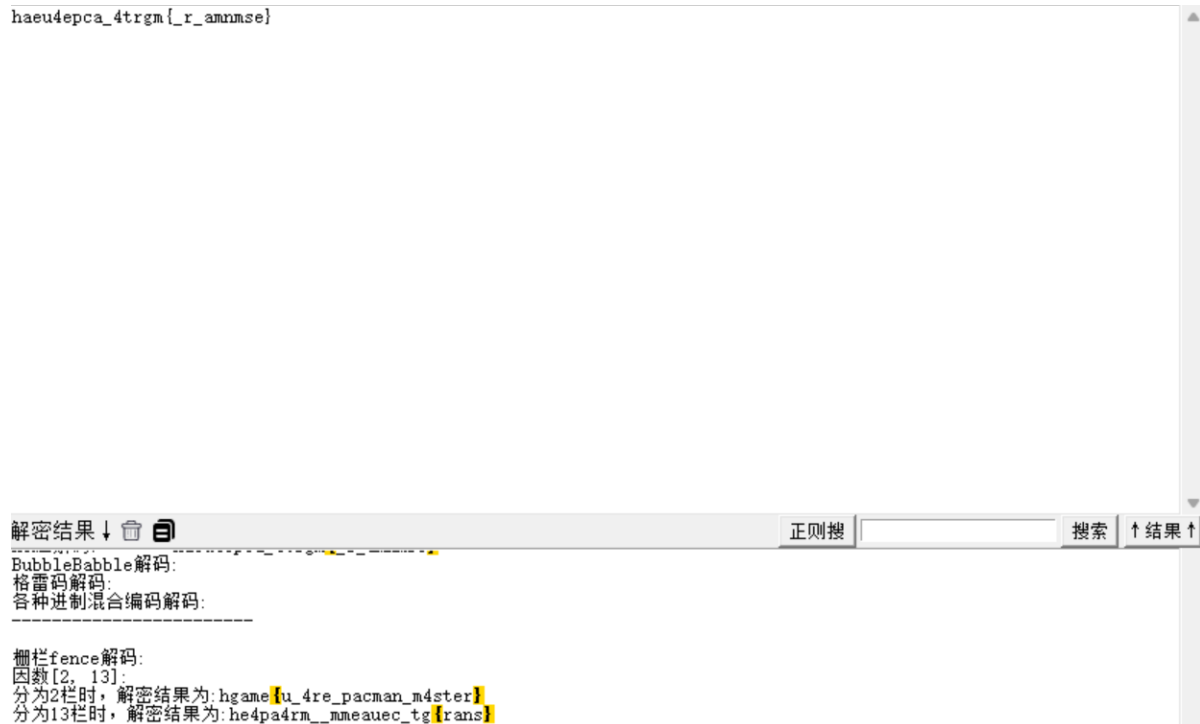 haeu4epca_4trgm{_r_amnmse}
解密结果↓
正则搜 搜索 ↑结果↑
BubbleBabble解码:
格雷码解码:
各种进制混合编码解码:
------------------------
栅栏fence解码:
因数[2, 13]:
分为2栏时，解密结果为:hgame{u_4re_pacman_m4ster}
分为13栏时，解密结果为:he4pa4rm__mmeauec_tg{rans}